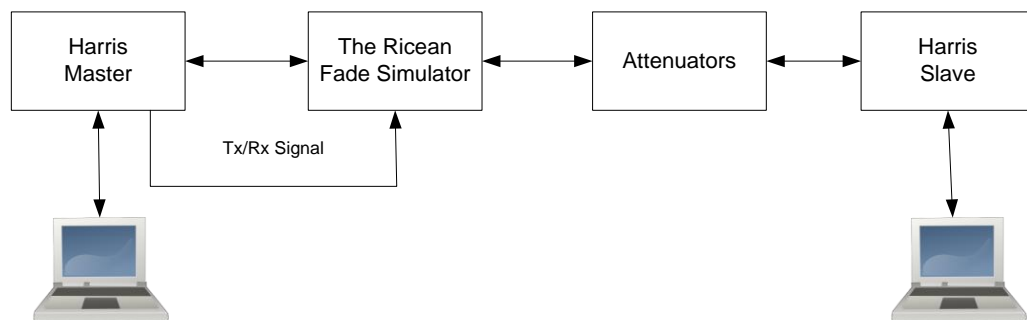 Harris
Master
The Ricean
Fade Simulator
Attenuators
Harris
Slave
Tx/Rx Signal